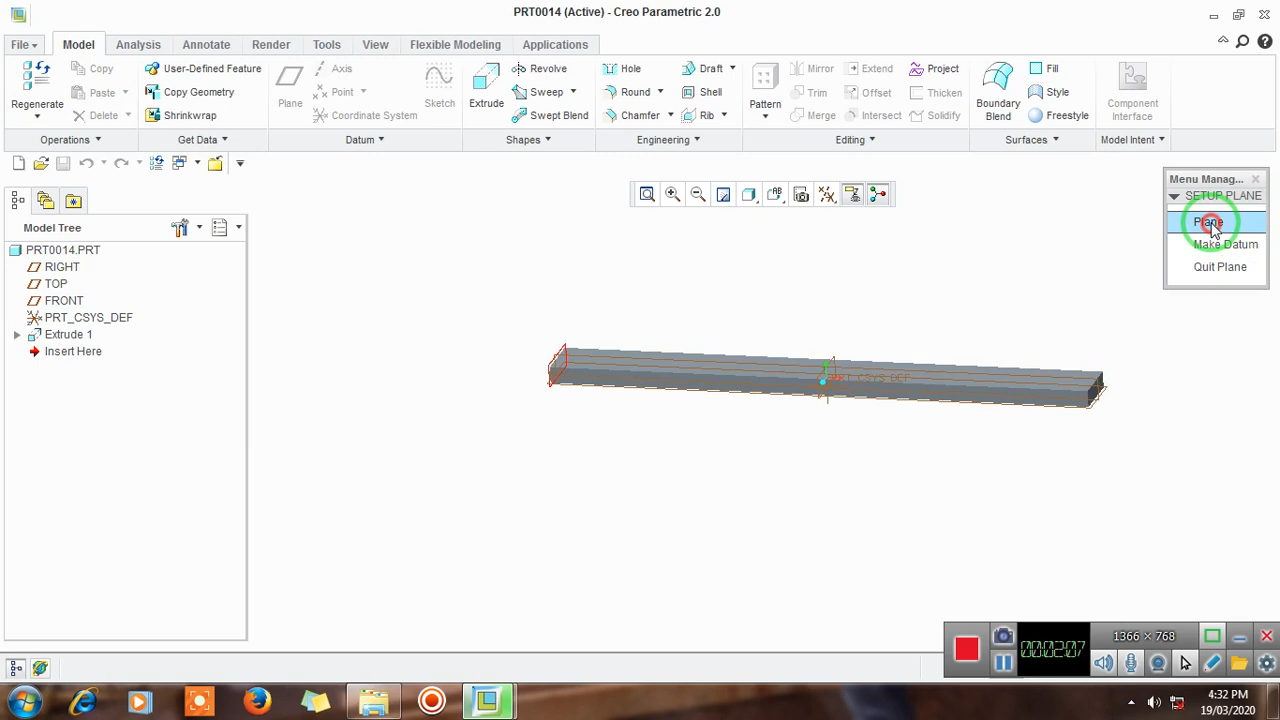 PRT0014 (Active) - Creo Parametric 2.0
File Model Analysis Annotate Render Tools View Flexible Modeling Applications
Regenerate Copy Paste Delete
Operations
User-Defined Feature
Copy Geometry
Shrinkwrap
Get Data
Plane Axis Point Coordinate System Sketch
Datum
Extrude Revolve Sweep Swept Blend
Shapes
Hole Draft
Round Shell
Chamfer Rib
Engineering
Pattern Mirror Extend Project
Trim Offset Thicken
Merge Intersect Solidify
Editing
Boundary Blend Fill Style Freestyle
Surfaces
Component Interface
Model Intent
Model Tree
PRT0014.PRT
RIGHT
TOP
FRONT
PRT_CSYS_DEF
Extrude 1
Insert Here
Menu Manag...
SETUP PLANE
Plane
Make Datum
Quit Plane
1366 × 768
00:02:07
4:32 PM
19/03/2020